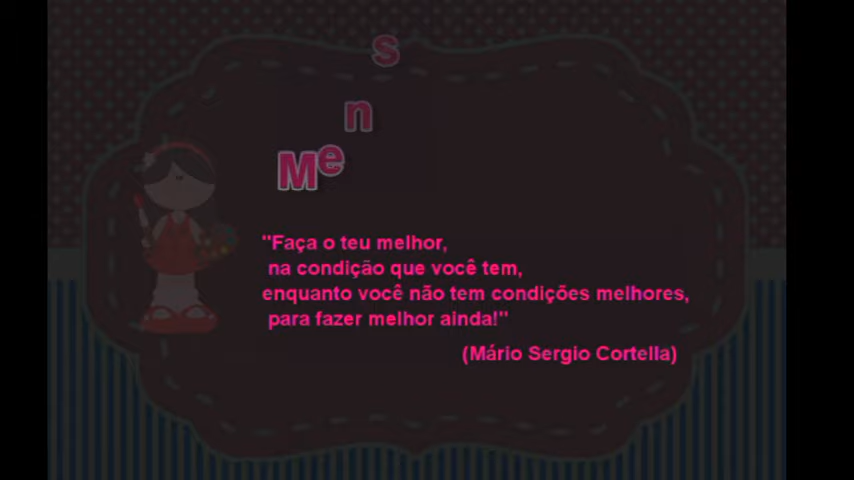 Mens
"Faça o teu melhor,
na condição que você tem,
enquanto você não tem condições melhores,
para fazer melhor ainda!"
(Mário Sergio Cortella)